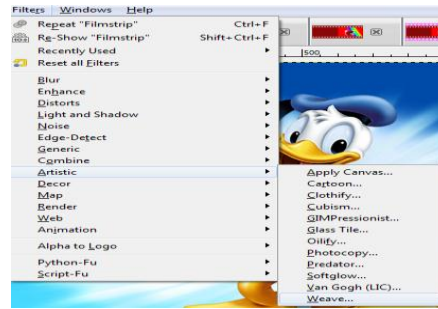 Filters Windows Help
Repeat "Filmstrip" Ctrl+F
Re-Show "Filmstrip" Shift+Ctrl+F
Recently Used
Reset all Filters
500
Blur
Enhance
Distorts
Light and Shadow
Noise
Edge-Detect
Generic
Combine
Artistic
Decor
Map
Render
Web
Animation
Alpha to Logo
Python-Fu
Script-Fu
Apply Canvas...
Cartoon...
Clothify...
Cubism...
GIMPressionist...
Glass Tile...
Oilify...
Photocopy...
Predator...
Softglow...
Van Gogh (LIC)...
Weave...